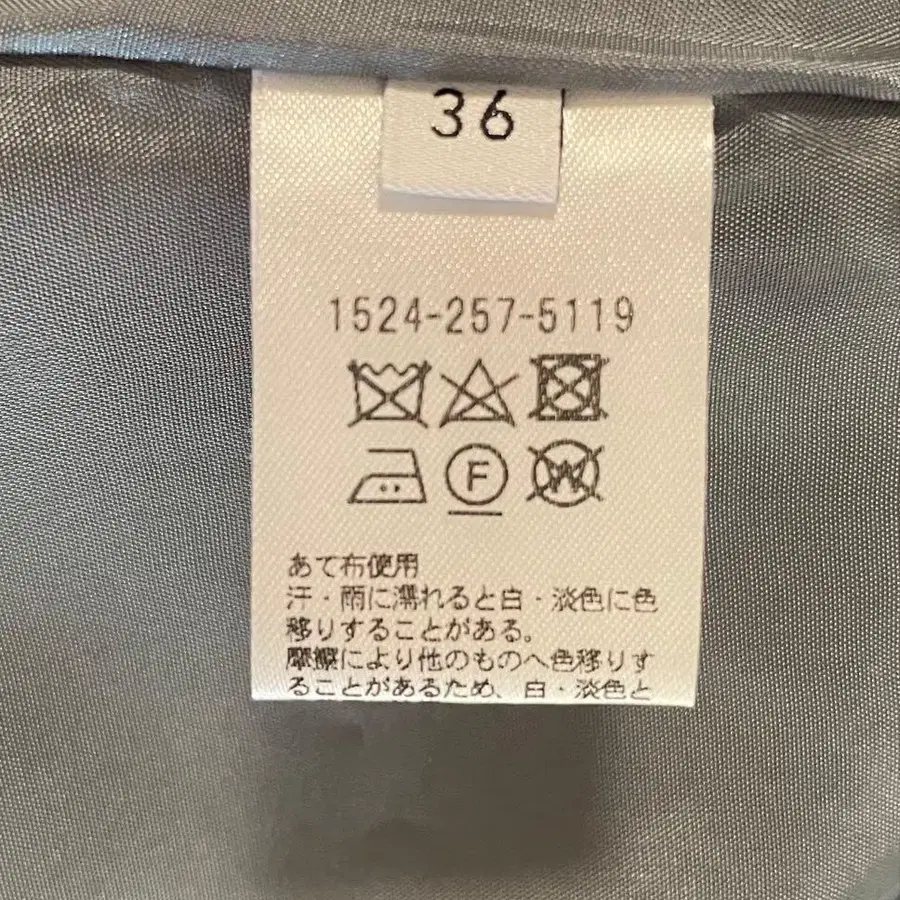 36
1524-257-5119
F
W
あて布使用
汗・雨に濡れると白・淡色に色
移りすることがある。
摩擦により他のものへ色移りす
ることがあるため、白・淡色と